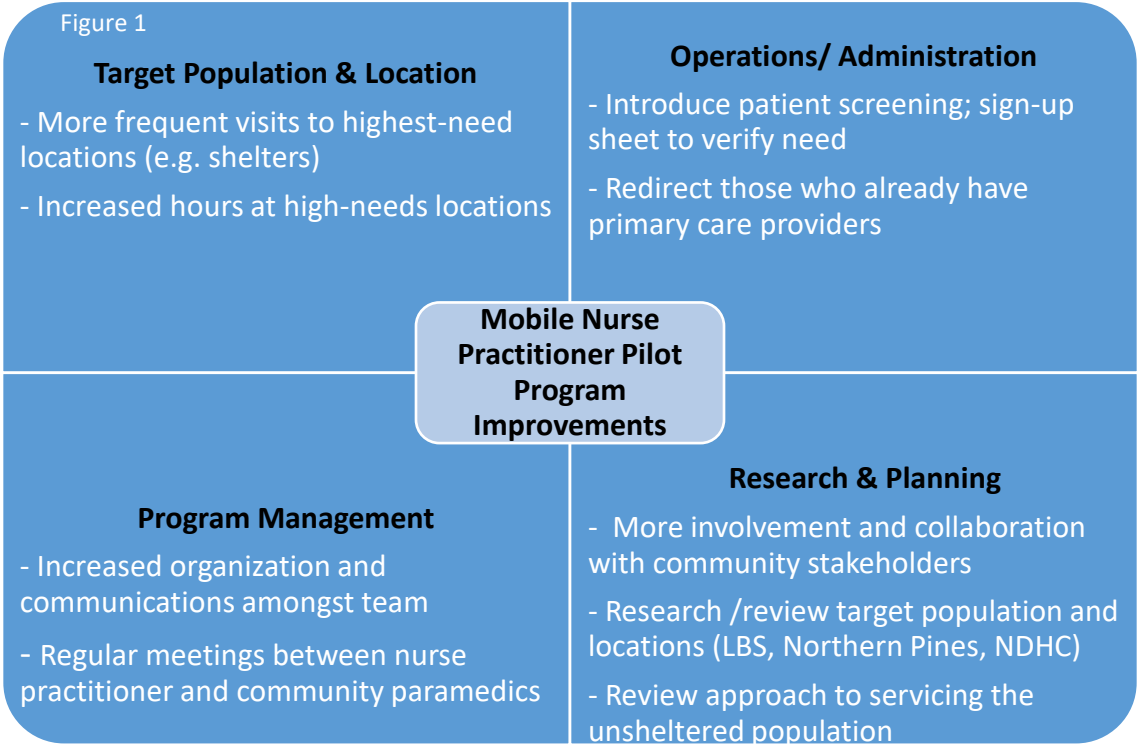 Figure 1
Target Population & Location
- More frequent visits to highest-need
locations (e.g. shelters)
- Increased hours at high-needs locations
Operations/ Administration
- Introduce patient screening; sign-up
sheet to verify need
- Redirect those who already have
primary care providers
Mobile Nurse
Practitioner Pilot
Program
Improvements
Program Management
- Increased organization and
communications amongst team
- Regular meetings between nurse
practitioner and community paramedics
Research & Planning
- More involvement and collaboration
with community stakeholders
- Research /review target population and
locations (LBS, Northern Pines, NDHC)
- Review approach to servicing the
unsheltered population